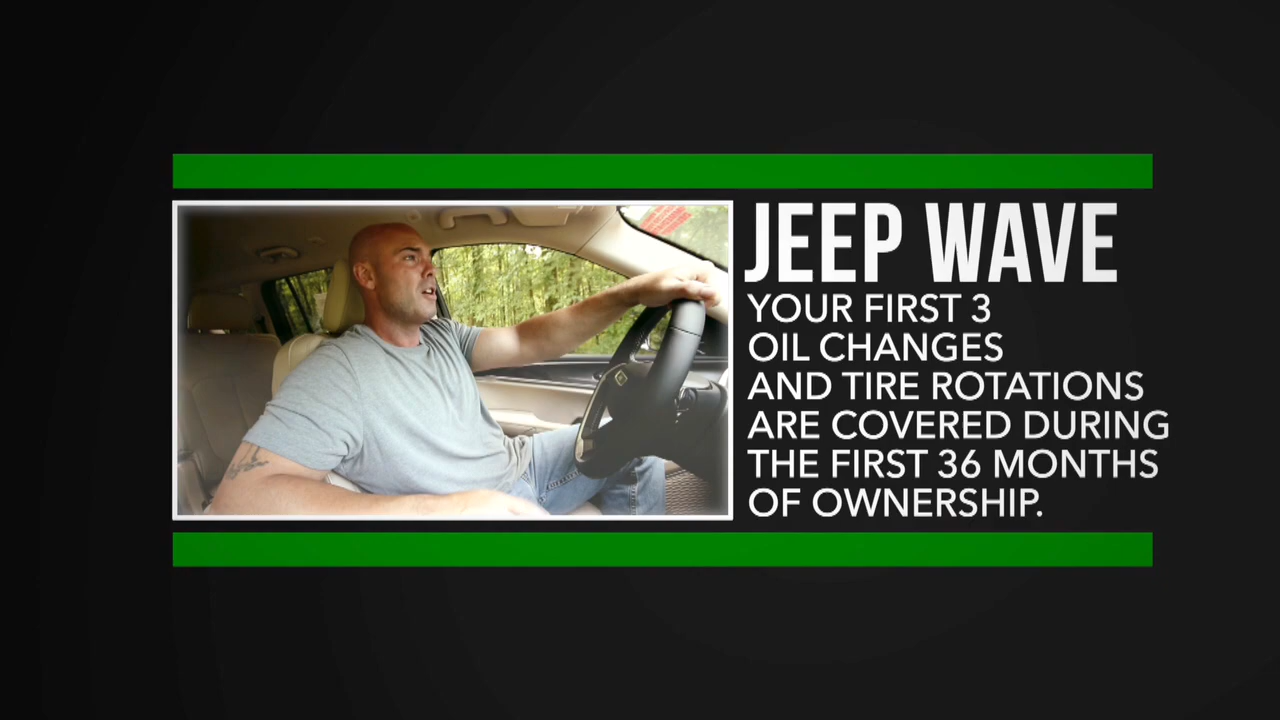 JEEP WAVE
YOUR FIRST 3
OIL CHANGES
AND TIRE ROTATIONS
ARE COVERED DURING
THE FIRST 36 MONTHS
OF OWNERSHIP.